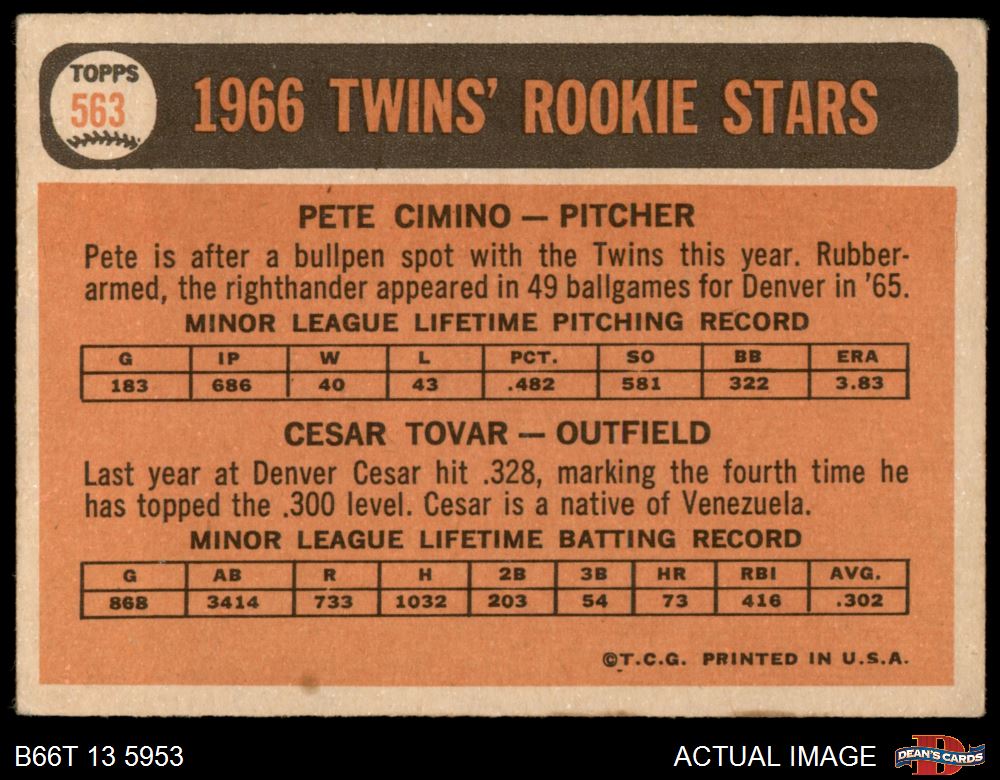 TOPPS
563
1966 TWINS' ROOKIE STARS
PETE CIMINO — PITCHER
Pete is after a bullpen spot with the Twins this year. Rubber-
armed, the righthander appeared in 49 ballgames for Denver in '65.
MINOR LEAGUE LIFETIME PITCHING RECORD
G IP W L PCT. SO BB ERA
183 686 40 43 .482 581 322 3.83
CESAR TOVAR — OUTFIELD
Last year at Denver Cesar hit .328, marking the fourth time he
has topped the .300 level. Cesar is a native of Venezuela.
MINOR LEAGUE LIFETIME BATTING RECORD
G AB R H 2B 3B HR RBI AVG.
868 3414 733 1032 203 54 73 416 .302
©T.C.G. PRINTED IN U.S.A.
B66T 13 5953
ACTUAL IMAGE
D
DEAN'S CARDS